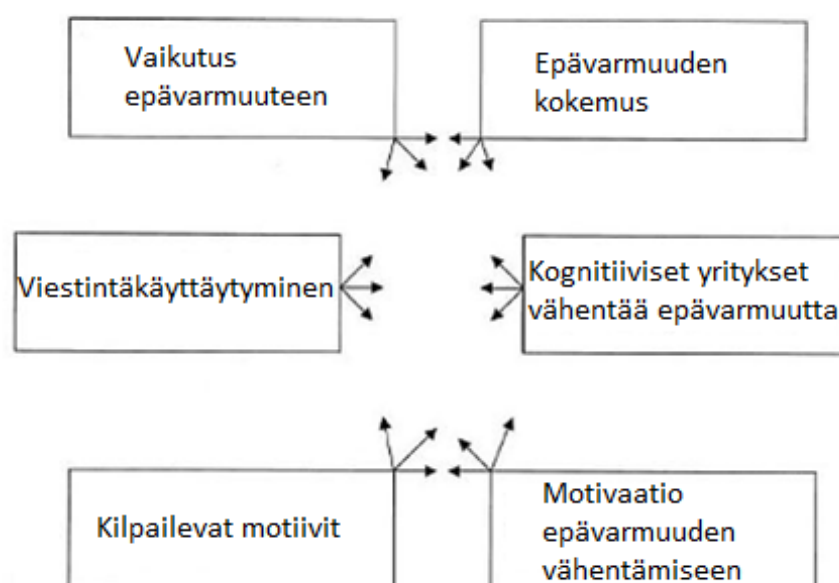 Vaikutus
epävarmuuteen
Epävarmuuden
kokemus
Viestintäkäyttäytyminen
Kognitiiviset yritykset
vähentää epävarmuutta
Kilpailevat motiivit
Motivaatio
epävarmuuden
vähentämiseen